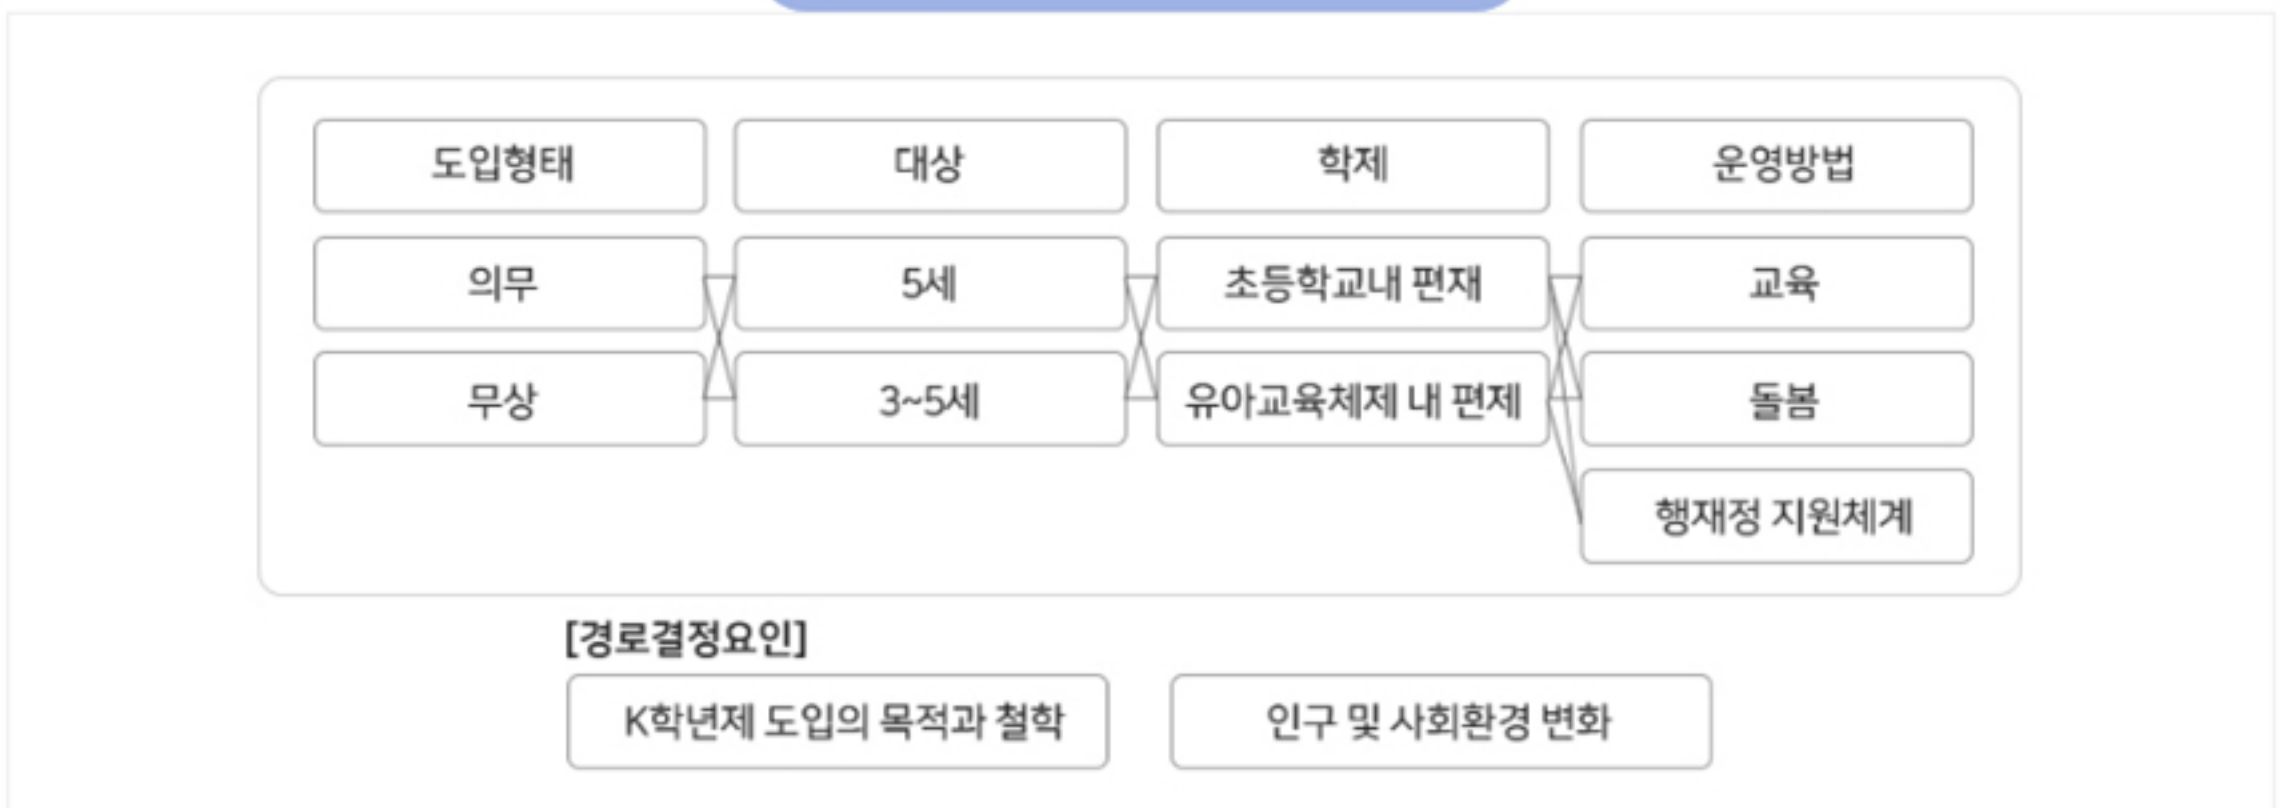 도입형태 대상 학제 운영방법
의무 5세 초등학교내 편재 교육
무상 3~5세 유아교육체제 내 편제 돌봄
행재정 지원체계
[경로결정요인]
K학년제 도입의 목적과 철학 인구 및 사회환경 변화